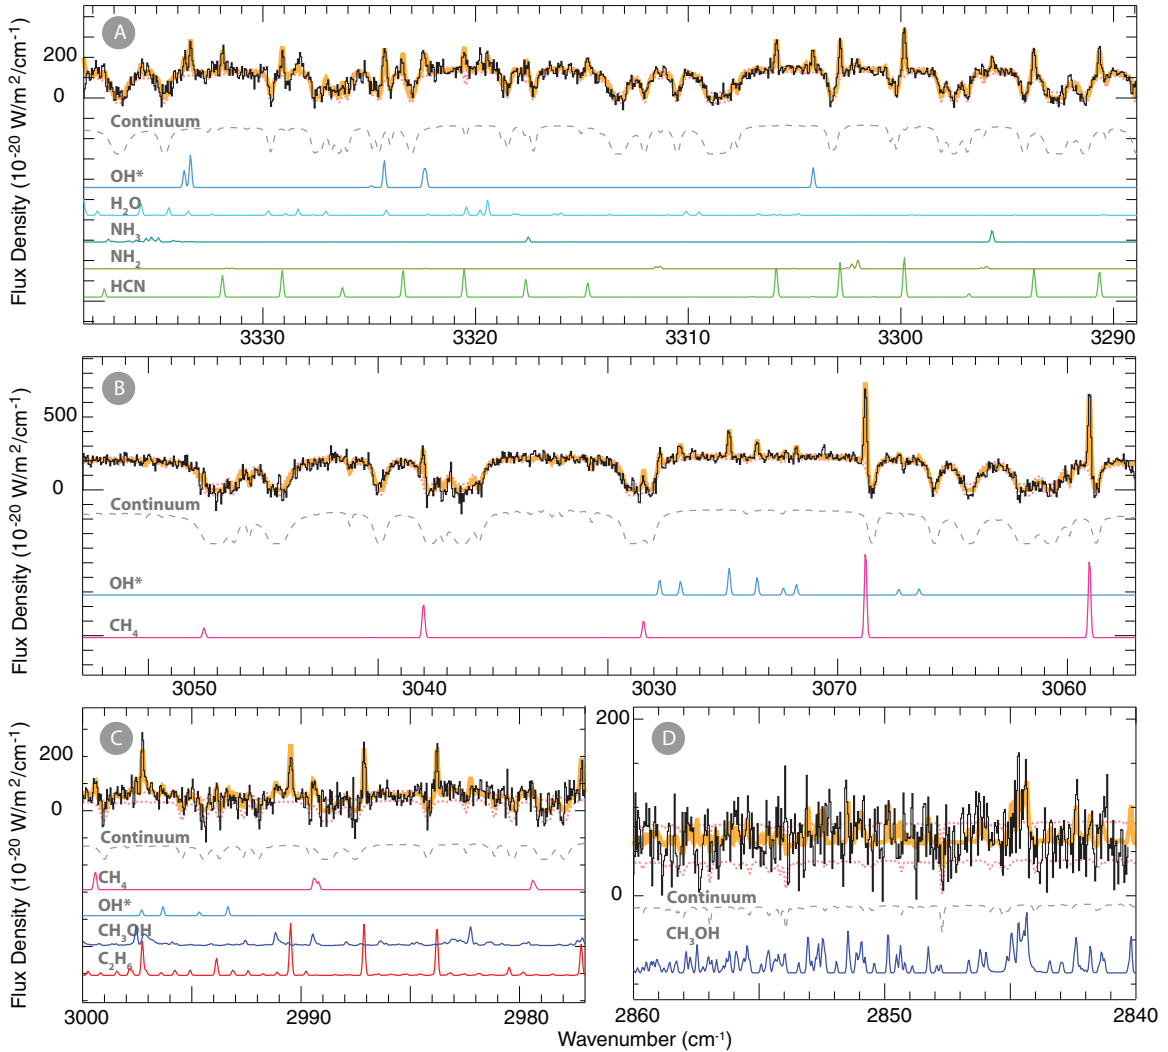 A
200
0
Continuum
OH*
H2O
NH3
NH2
HCN
3330
3320
3310
3300
3290
Flux Density (10-20 W/m2/cm-1)
B
500
0
Continuum
OH*
CH4
3050
3040
3030
3070
3060
Flux Density (10-20 W/m2/cm-1)
C
200
0
Continuum
CH4
OH*
CH3OH
C2H6
3000
2990
2980
Flux Density (10-20 W/m2/cm-1)
D
200
0
Continuum
CH3OH
2860
2850
2840
Wavenumber (cm-1)